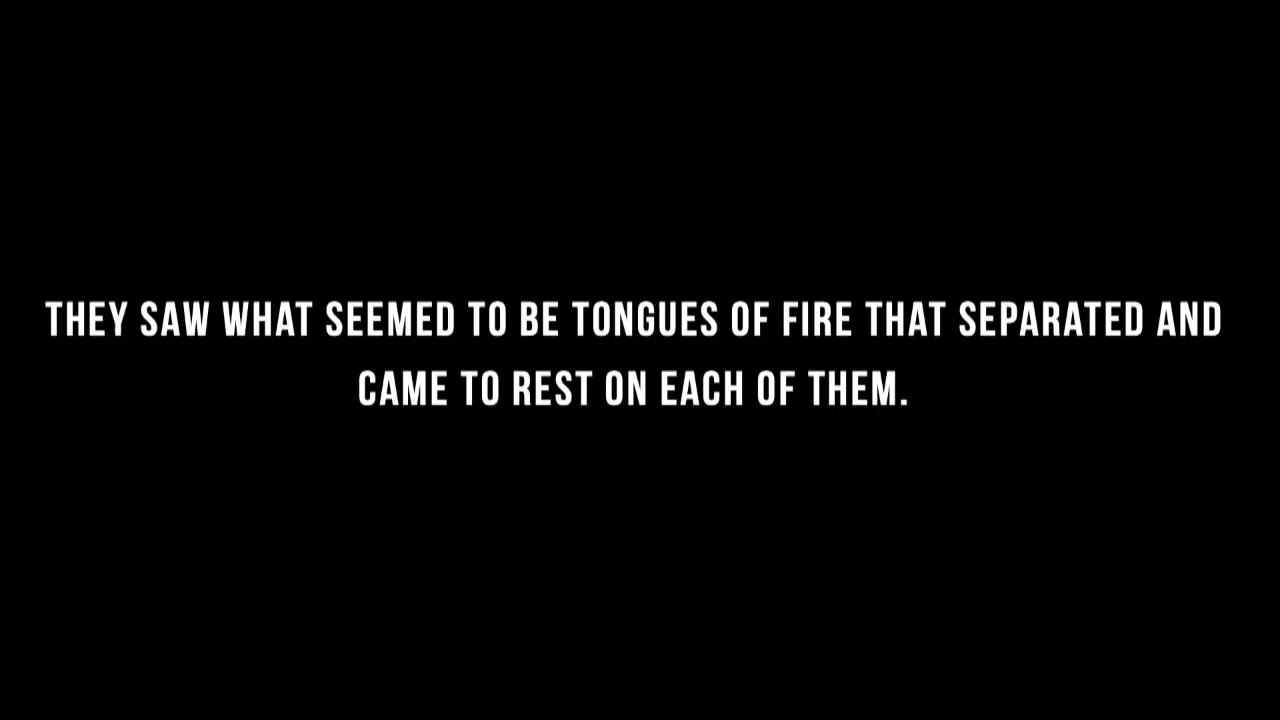 THEY SAW WHAT SEEMED TO BE TONGUES OF FIRE THAT SEPARATED AND
CAME TO REST ON EACH OF THEM.